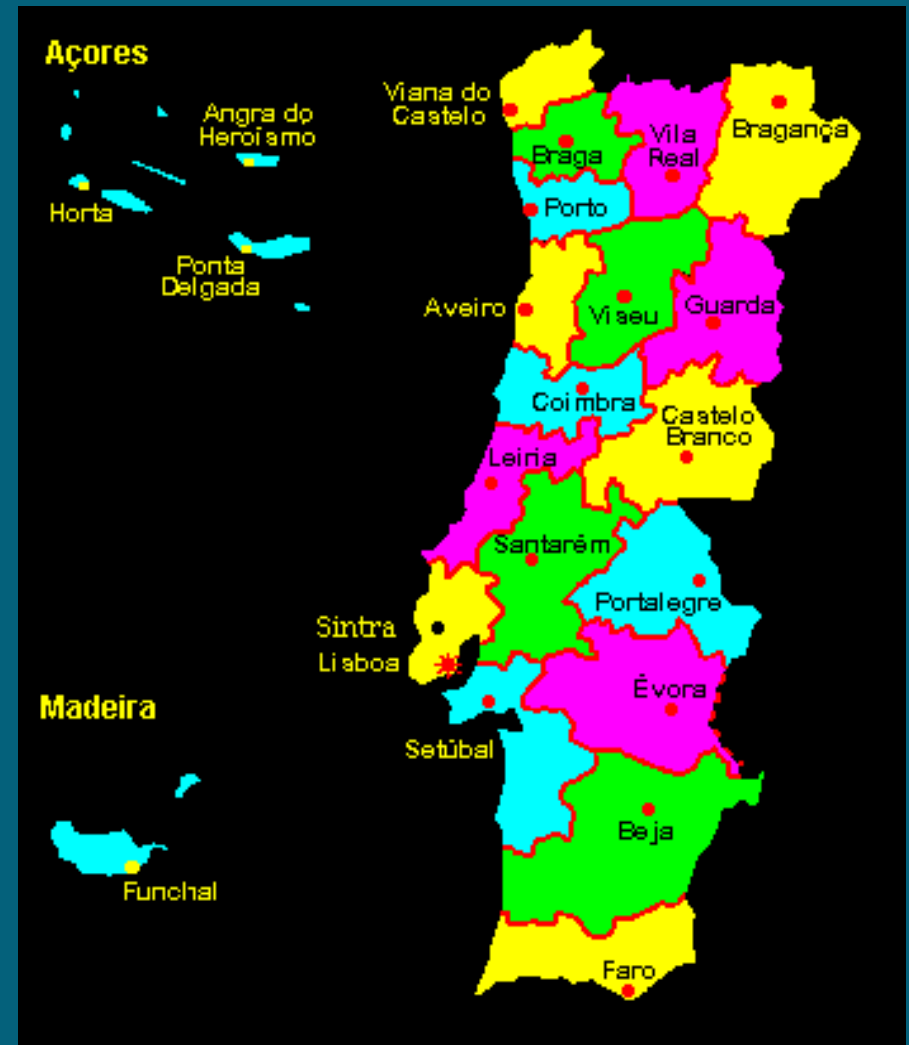 Açores
Viana do
Castelo
Angra do
Heroísmo
Vila
Real
Bragança
Braga
Horta
Porto
Ponta
Delgada
Aveiro
Viseu
Guarda
Coimbra
Castelo
Branco
Leiria
Santarém
Portalegre
Sintra
Lisboa
Évora
Madeira
Setúbal
Beja
Funchal
Faro